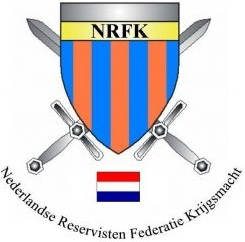 NRFK
Nederlandse Reservisten Federatie Krijgsmacht